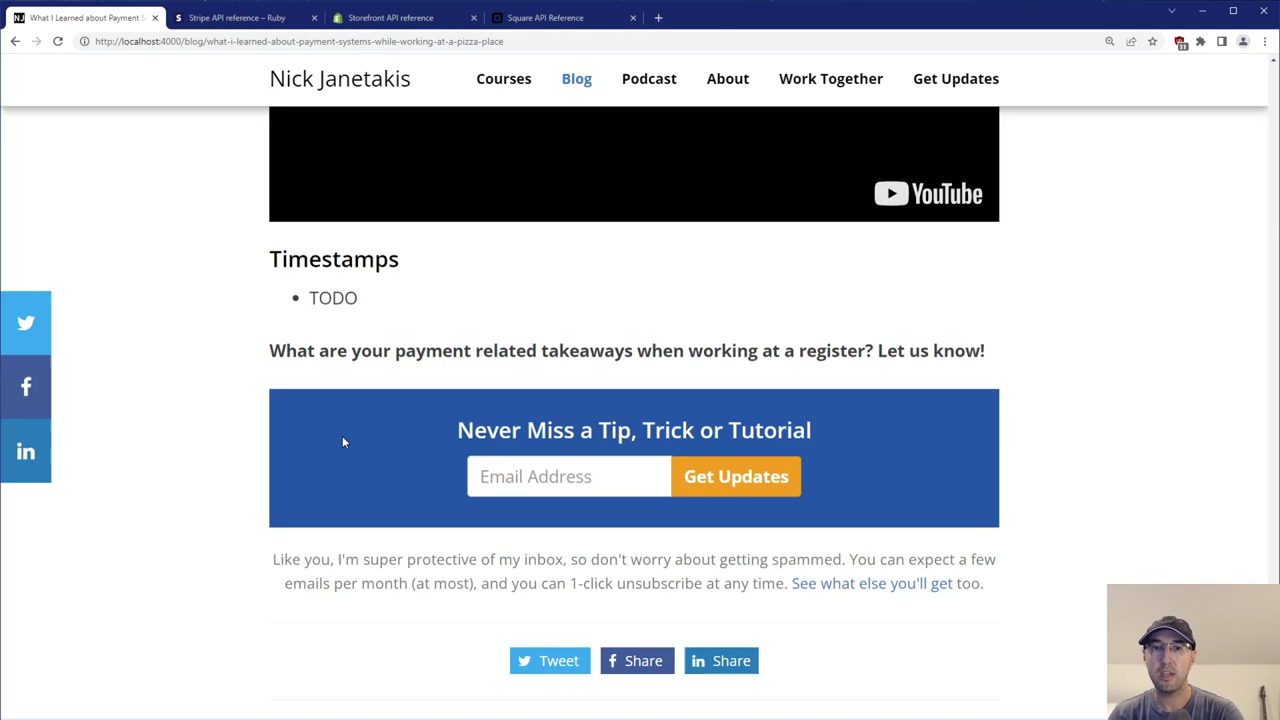 What I Learned about Payment S
Stripe API reference – Ruby
Storefront API reference
Square API Reference
http://localhost:4000/blog/what-i-learned-about-payment-systems-while-working-at-a-pizza-place
11
Nick Janetakis
Courses
Blog
Podcast
About
Work Together
Get Updates
YouTube
Timestamps
• TODO
What are your payment related takeaways when working at a register? Let us know!
Never Miss a Tip, Trick or Tutorial
Email Address
Get Updates
Like you, I'm super protective of my inbox, so don't worry about getting spammed. You can expect a few
emails per month (at most), and you can 1-click unsubscribe at any time. See what else you'll get too.
Tweet
Share
Share